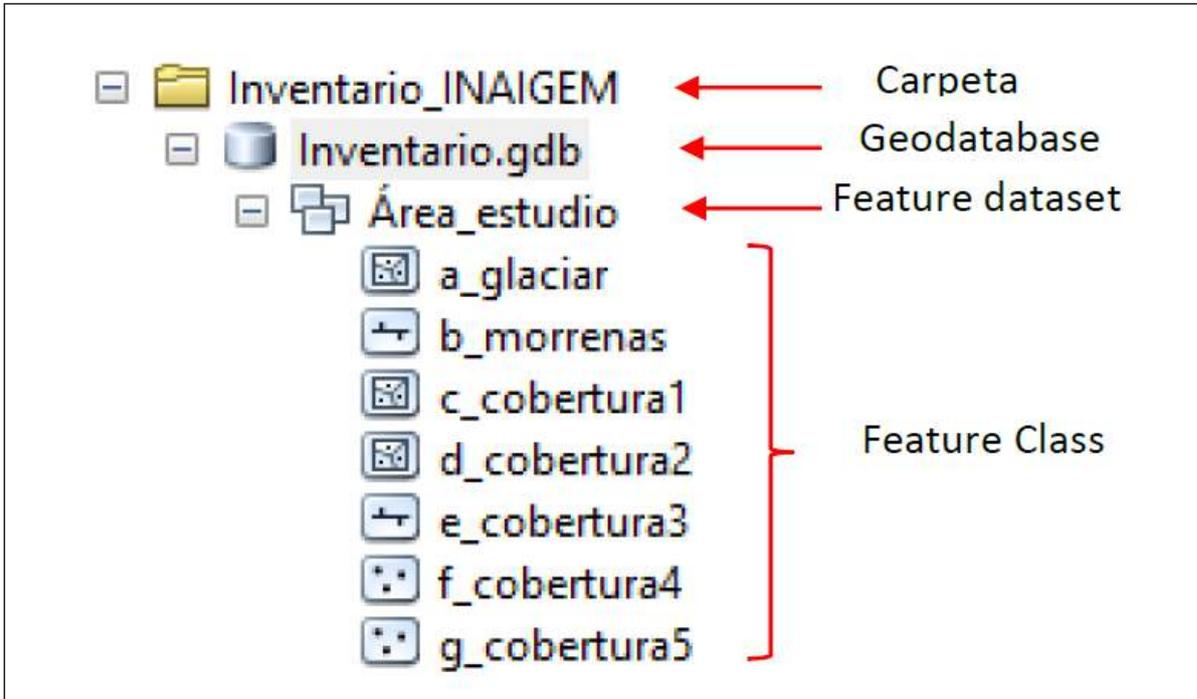 Inventario_INAIGEM Carpeta
Inventario.gdb Geodatabase
Área_estudio Feature dataset
a_glaciar
b_morrenas
c_cobertura1
d_cobertura2
Feature Class
e_cobertura3
f_cobertura4
g_cobertura5